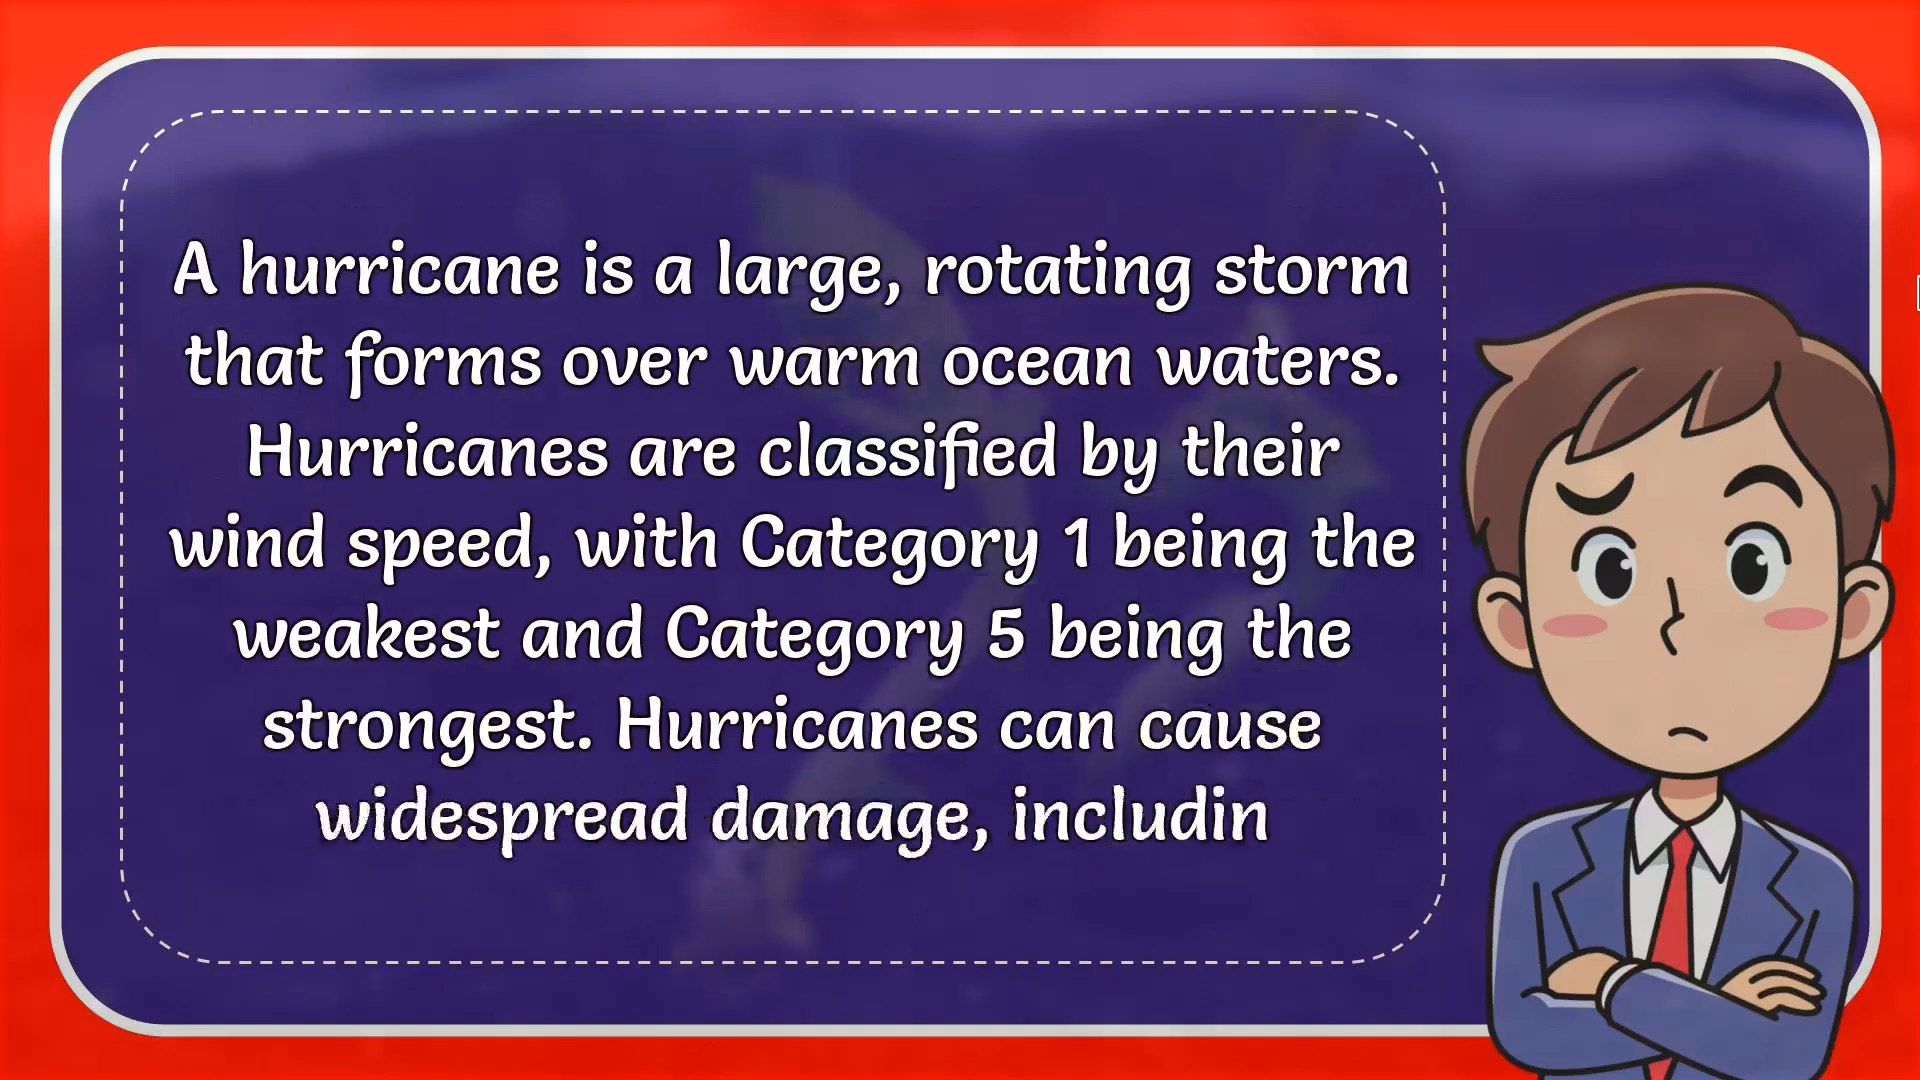 A hurricane is a large, rotating storm
that forms over warm ocean waters.
Hurricanes are classified by their
wind speed, with Category 1 being the
weakest and Category 5 being the
strongest. Hurricanes can cause
widespread damage, includin